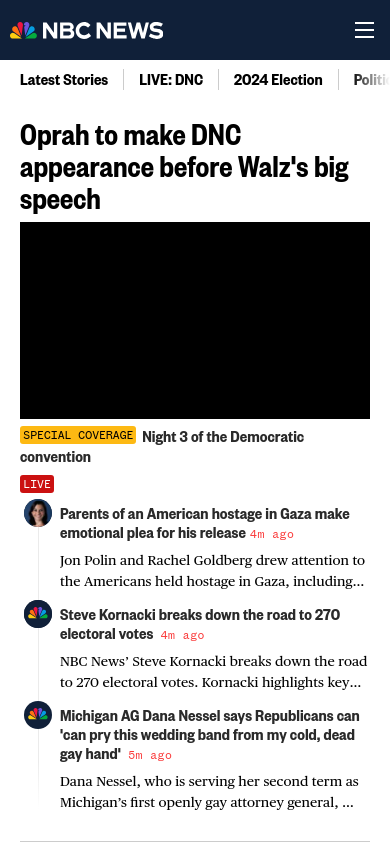 NBC NEWS
Latest Stories LIVE: DNC 2024 Election
Oprah to make DNC
appearance before Walz's big
speech
SPECIAL COVERAGE Night 3 of the Democratic
convention
LIVE
Parents of an American hostage in Gaza make
emotional plea for his release 4m ago
Jon Polin and Rachel Goldberg drew attention to
the Americans held hostage in Gaza, including...
Steve Kornacki breaks down the road to 270
electoral votes 4m ago
NBC News’ Steve Kornacki breaks down the road
to 270 electoral votes. Kornacki highlights key...
Michigan AG Dana Nessel says Republicans can
'can pry this wedding band from my cold, dead
gay hand' 5m ago
Dana Nessel, who is serving her second term as
Michigan’s first openly gay attorney general, ...